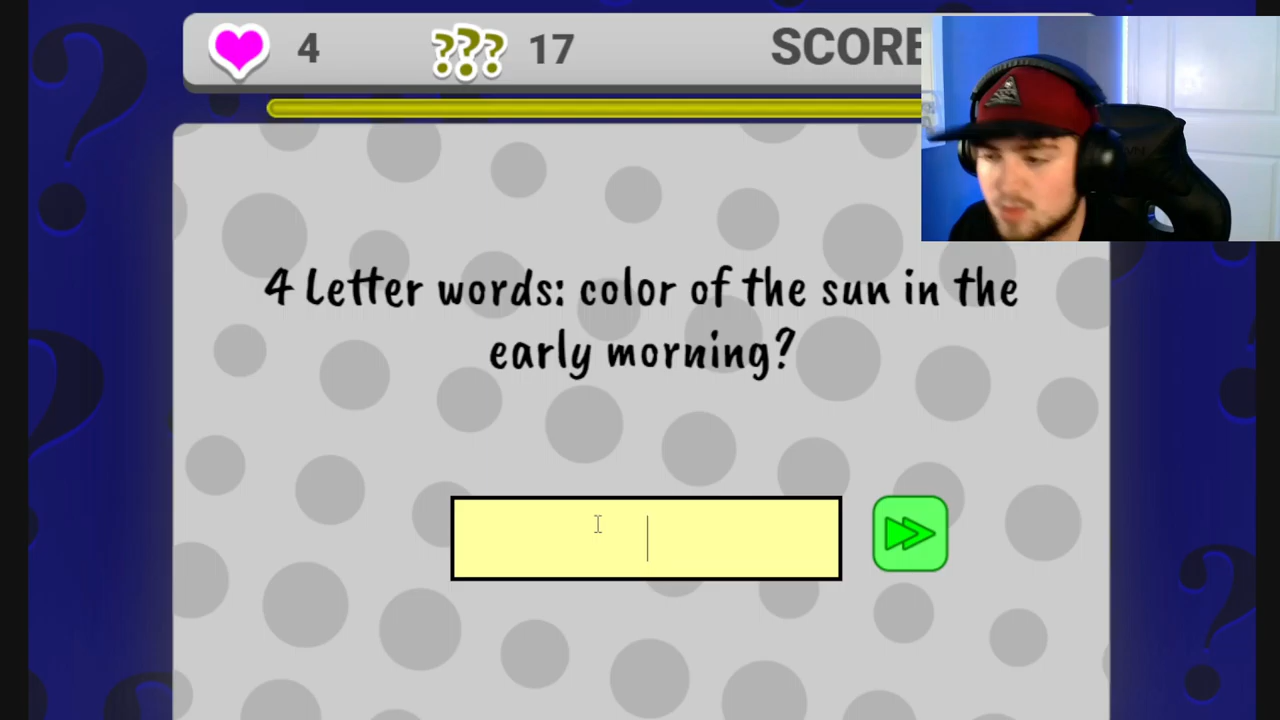 4 ??? 17 SCORE
4 Letter words: color of the sun in the
early morning?